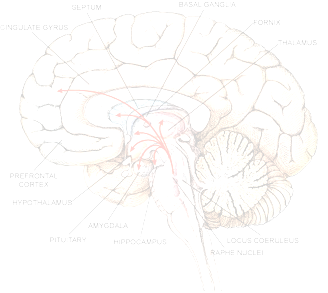 SEPTUM
BASAL GANGLIA
CINGULATE GYRUS
FORNIX
THALAMUS
PREFRONTAL
CORTEX
HYPOTHALAMUS
AMYGDALA
PITUITARY
HIPPOCAMPUS
LOCUS COERULEUS
RAPHE NUCLEI